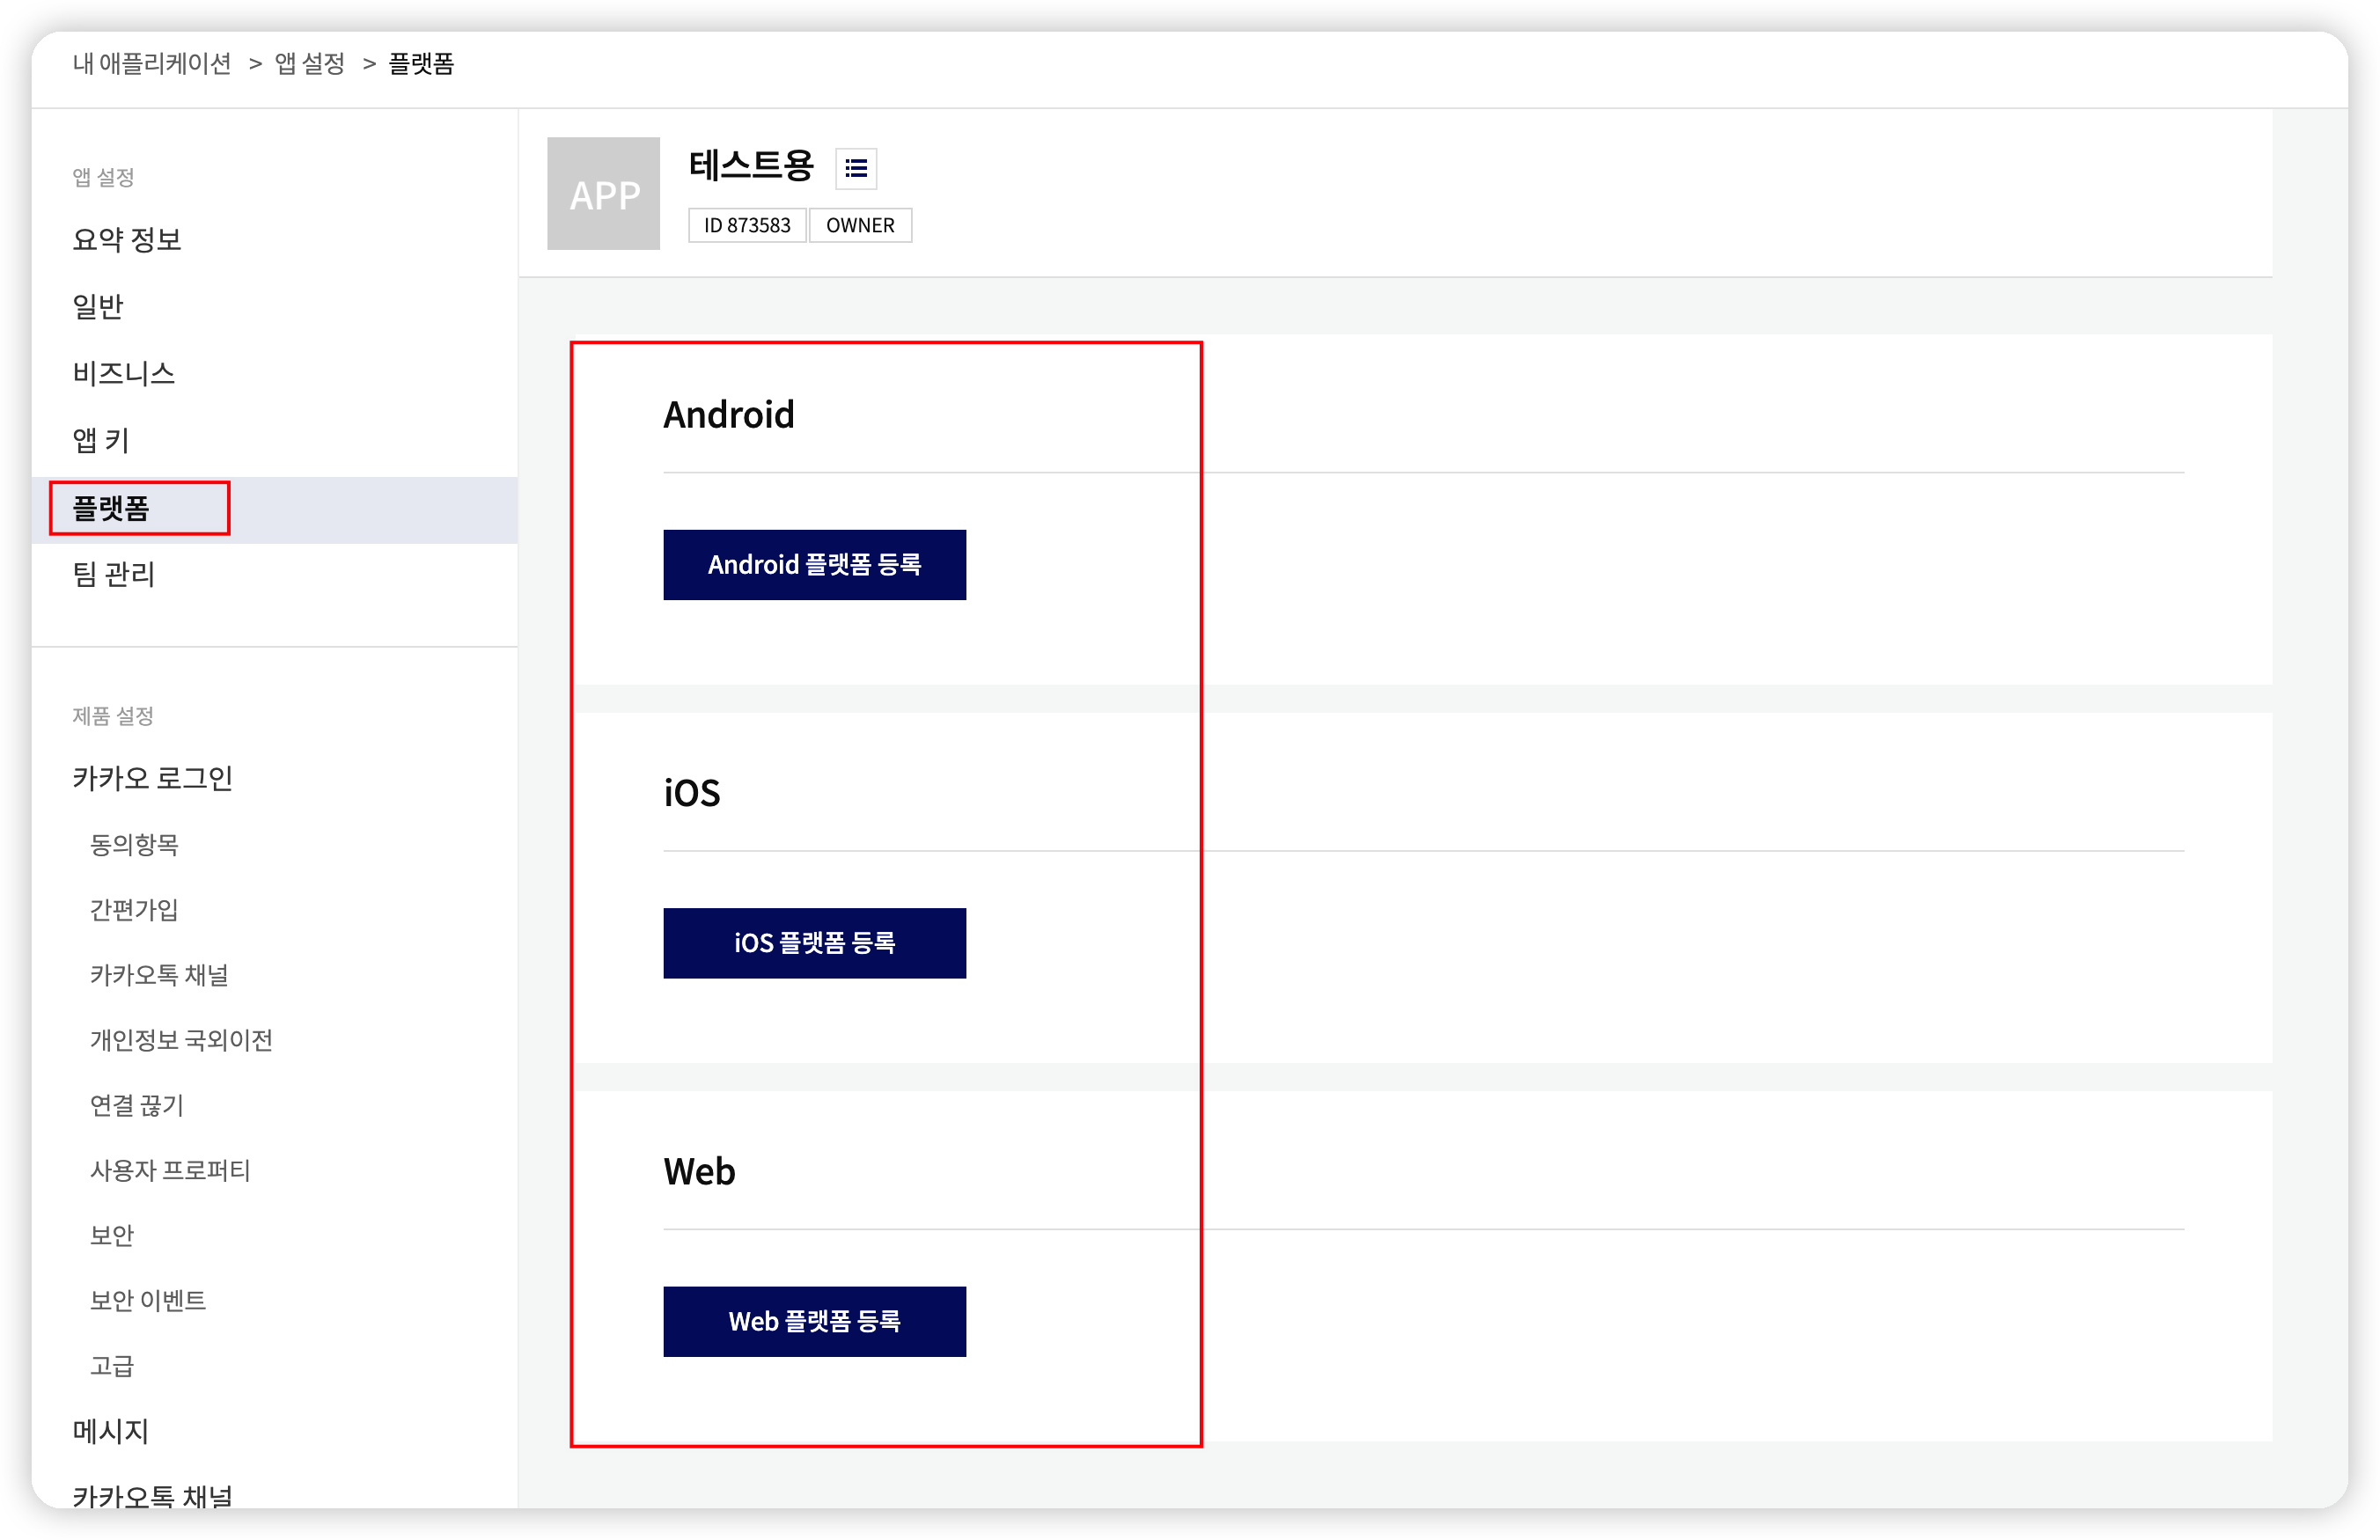 내 애플리케이션 > 앱 설정 > 플랫폼
앱 설정
요약 정보
일반
비즈니스
앱 키
플랫폼
팀 관리
제품 설정
카카오 로그인
동의항목
간편가입
카카오톡 채널
개인정보 국외이전
연결 끊기
사용자 프로퍼티
보안
보안 이벤트
고급
메시지
카카오톡 채널
APP
테스트용
ID 873583
OWNER
Android
Android 플랫폼 등록
iOS
iOS 플랫폼 등록
Web
Web 플랫폼 등록